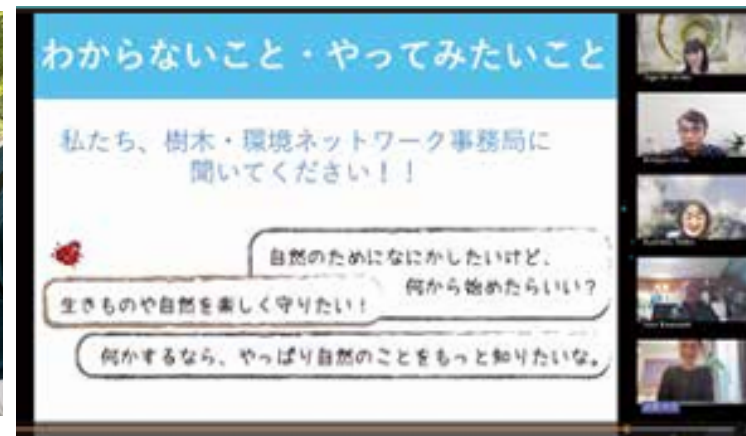 わからないこと・やってみたいこと
私たち、樹木・環境ネットワーク事務局に
聞いてください！！
自然のためになにかしたいけど、
何から始めたらいい？
生きものや自然を楽しく守りたい！
何かするなら、やっぱり自然のことをもっと知りたいな。